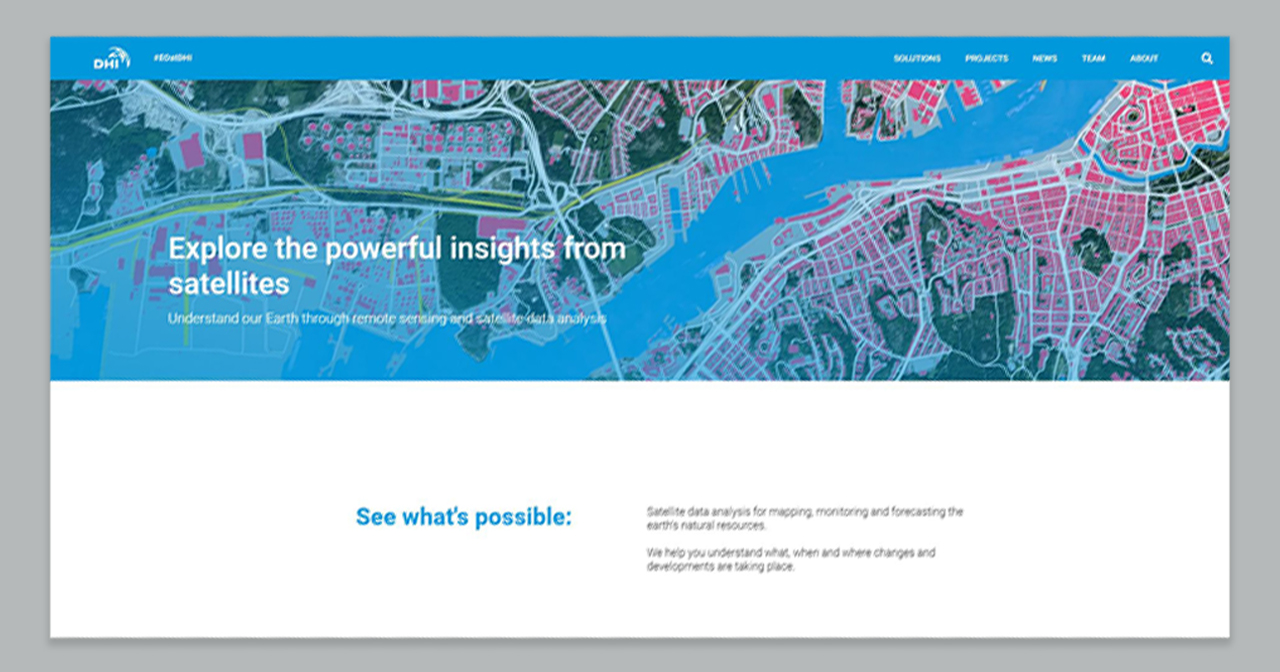 DHI
#EOatDHI
SOLUTIONS PROJECTS NEWS TEAM ABOUT
Explore the powerful insights from
satellites
Understand our Earth through remote sensing and satellite data analysis
See what's possible:
Satellite data analysis for mapping, monitoring and forecasting the
earth's natural resources.
We help you understand what, when and where changes and
developments are taking place.